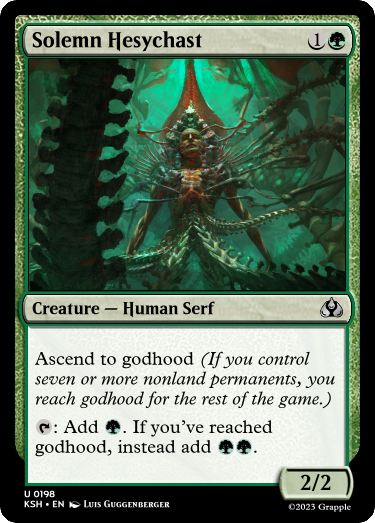 Solemn Hesychast 1
Creature — Human Serf
Ascend to godhood (If you control
seven or more nonland permanents, you
reach godhood for the rest of the game.)
: Add . If you've reached
godhood, instead add .
2/2
U 0198
KSH • EN Luis Guggenberger
©2023 Grapple